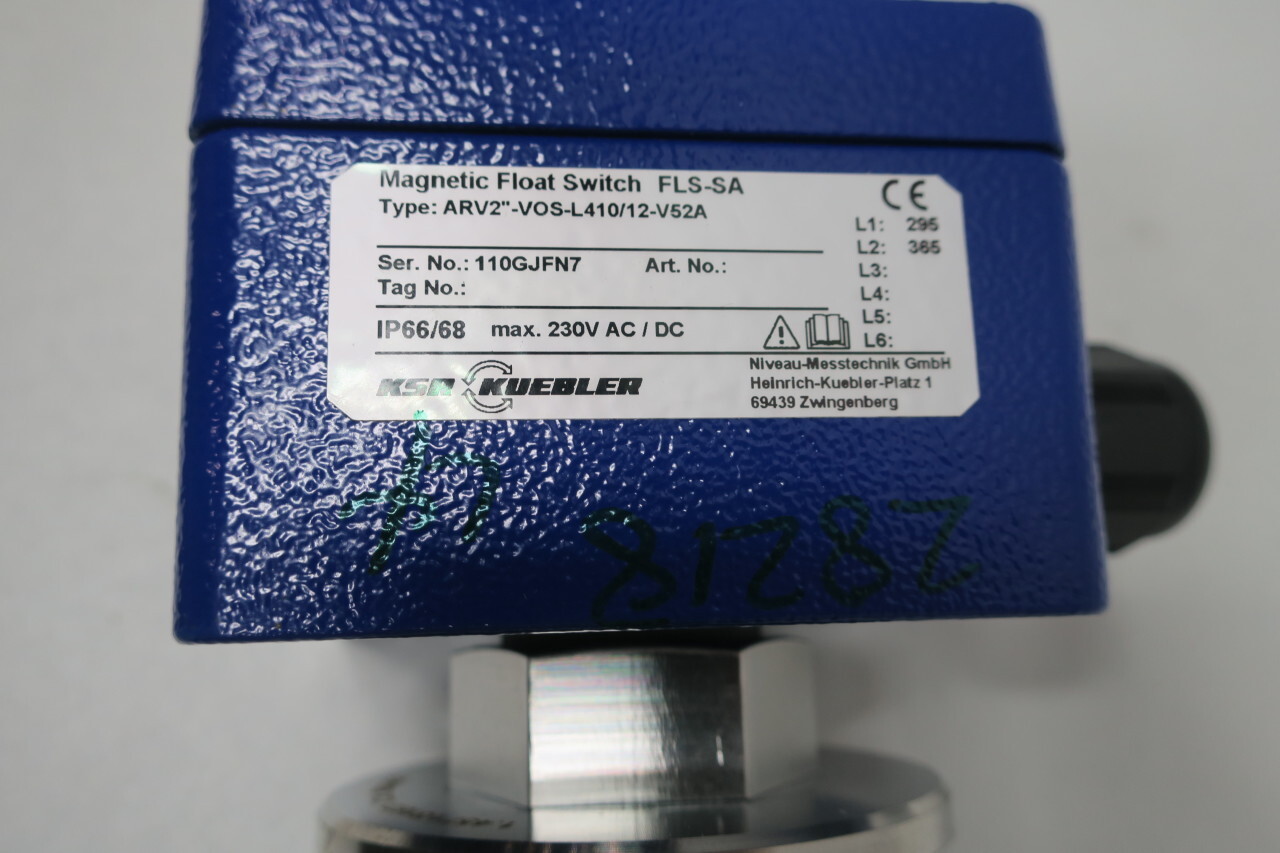 Magnetic Float Switch FLS-SA
Type: ARV2"-VOS-L410/12-V52A
Ser. No.: 110GJFN7 Art. No.:
Tag No.:
IP66/68 max. 230V AC / DC
KSR KUEBLER
CE
L1: 295
L2: 365
L3:
L4:
L5:
L6:
Niveau-Messtechnik GmbH
Heinrich-Kuebler-Platz 1
69439 Zwingenberg